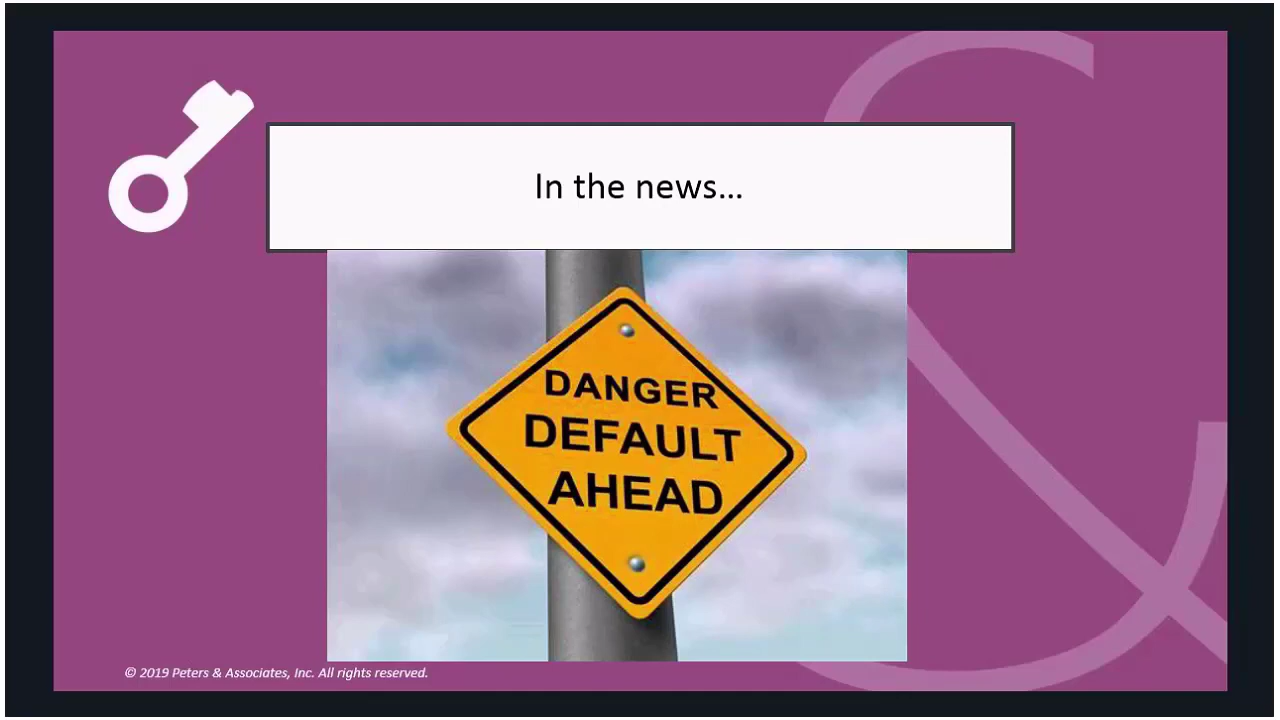 In the news...
DANGER
DEFAULT
AHEAD
© 2019 Peters & Associates, Inc. All rights reserved.